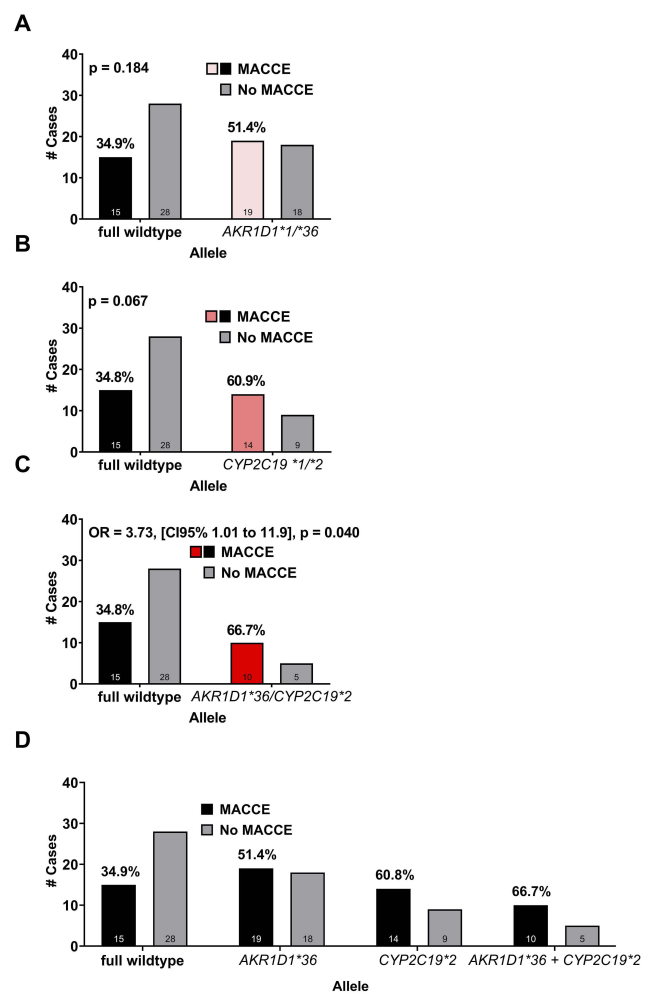 A
40
p = 0.184
MACCE
30
No MACCE
51.4%
# Cases
34.9%
20
10
15
28
19
18
0
full wildtype
AKR1D1*1/*36
Allele
B
40
p = 0.067
MACCE
30
No MACCE
# Cases
34.8%
60.9%
20
10
15
28
14
9
0
full wildtype
CYP2C19 *1/*2
Allele
C
40
OR = 3.73, [CI95% 1.01 to 11.9], p = 0.040
MACCE
30
No MACCE
# Cases
34.8%
20
66.7%
10
15
28
10
5
0
full wildtype
AKR1D1*36/CYP2C19*2
Allele
D
40
MACCE
30
No MACCE
# Cases
34.9%
51.4%
60.8%
66.7%
20
10
15
28
19
18
14
9
10
5
0
full wildtype
AKR1D1*36
CYP2C19*2
AKR1D1*36 + CYP2C19*2
Allele